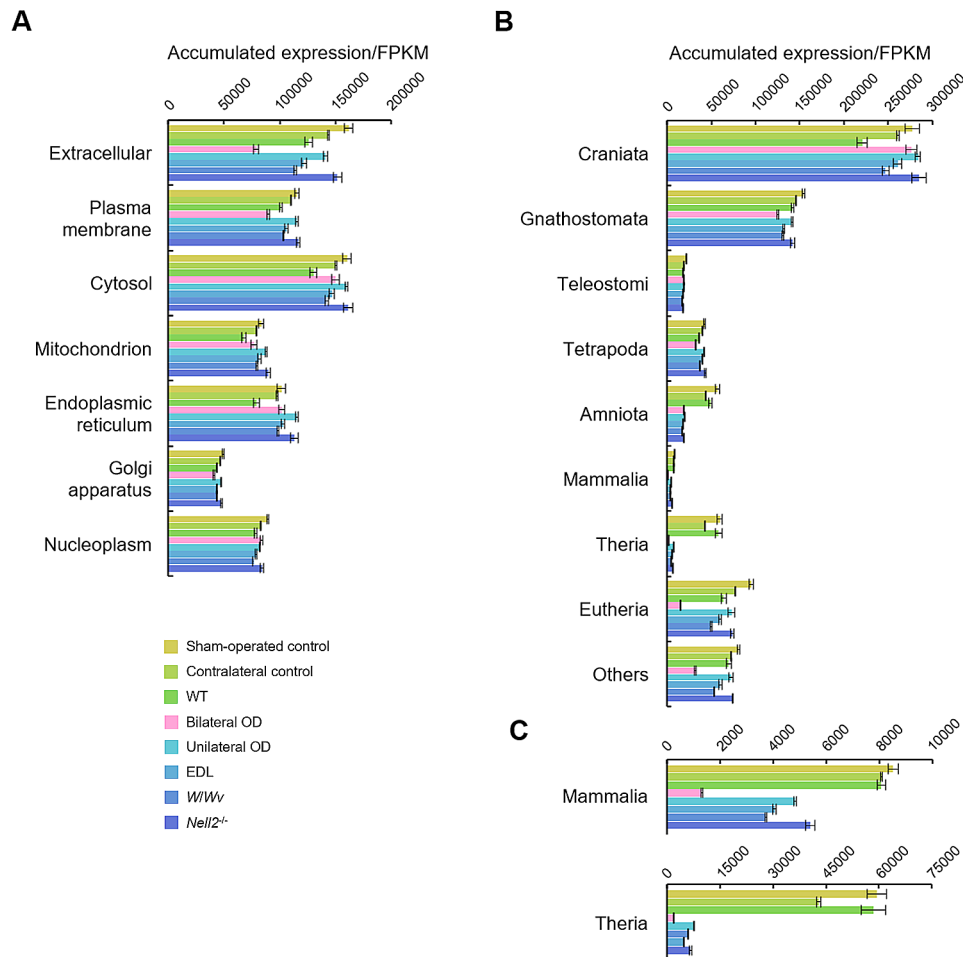 A
Accumulated expression/FPKM
0 50000 100000 150000 200000
Extracellular
Plasma
membrane
Cytosol
Mitochondrion
Endoplasmic
reticulum
Golgi
apparatus
Nucleoplasm
Sham-operated control
Contralateral control
WT
Bilateral OD
Unilateral OD
EDL
W/Wv
Nell2-/-
B
Accumulated expression/FPKM
0 50000 100000 150000 200000 250000 300000
Craniata
Gnathostomata
Teleostomi
Tetrapoda
Amniota
Mammalia
Theria
Eutheria
Others
C
0 2000 4000 6000 8000 10000
Mammalia
0 15000 30000 45000 60000 75000
Theria